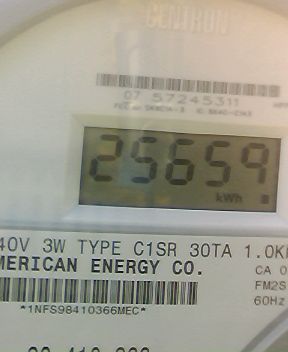 CENTRON
07 57245311
25659
kWh
40V 3W TYPE C1SR 30TA 1.0K
MERICAN ENERGY CO.
CA 0
FM2S
60Hz
*1NFS98410366MEC*